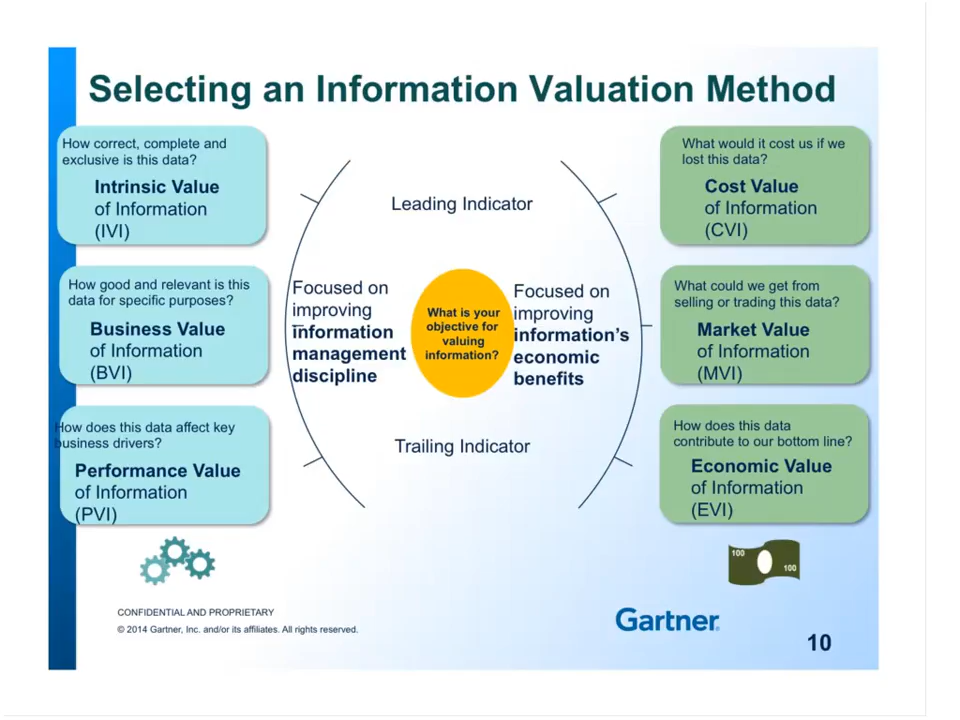 Selecting an Information Valuation Method
How correct, complete and
exclusive is this data?
Intrinsic Value
of Information
(IVI)
How good and relevant is this
data for specific purposes?
Business Value
of Information
(BVI)
How does this data affect key
business drivers?
Performance Value
of Information
(PVI)
Leading Indicator
Focused on
improving
information
management
discipline
What is your
objective for
valuing
information?
Focused on
improving
information's
economic
benefits
Trailing Indicator
What would it cost us if we
lost this data?
Cost Value
of Information
(CVI)
What could we get from
selling or trading this data?
Market Value
of Information
(MVI)
How does this data
contribute to our bottom line?
Economic Value
of Information
(EVI)
100
100
CONFIDENTIAL AND PROPRIETARY
© 2014 Gartner, Inc. and/or its affiliates. All rights reserved.
Gartner
10